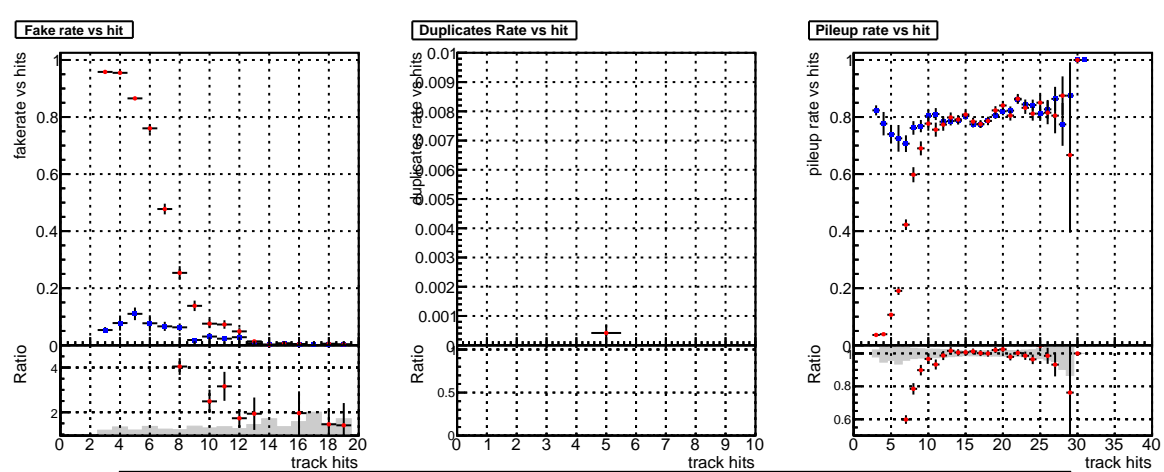 Fake rate vs hit
fakerate vs hits
1
0.8
0.6
0.4
0.2
0
Ratio
4
2
0 2 4 6 8 10 12 14 16 18 20
track hits
Duplicates Rate vs hit
duplicates rate vs hits
0.01
0.009
0.008
0.007
0.006
0.005
0.004
0.003
0.002
0.001
0
Ratio
1
0.5
0
0 1 2 3 4 5 6 7 8 9 10
track hits
Pileup rate vs hit
pileup rate vs hits
1
0.8
0.6
0.4
0.2
0
Ratio
1
0.8
0.6
0 5 10 15 20 25 30 35 40
track hits